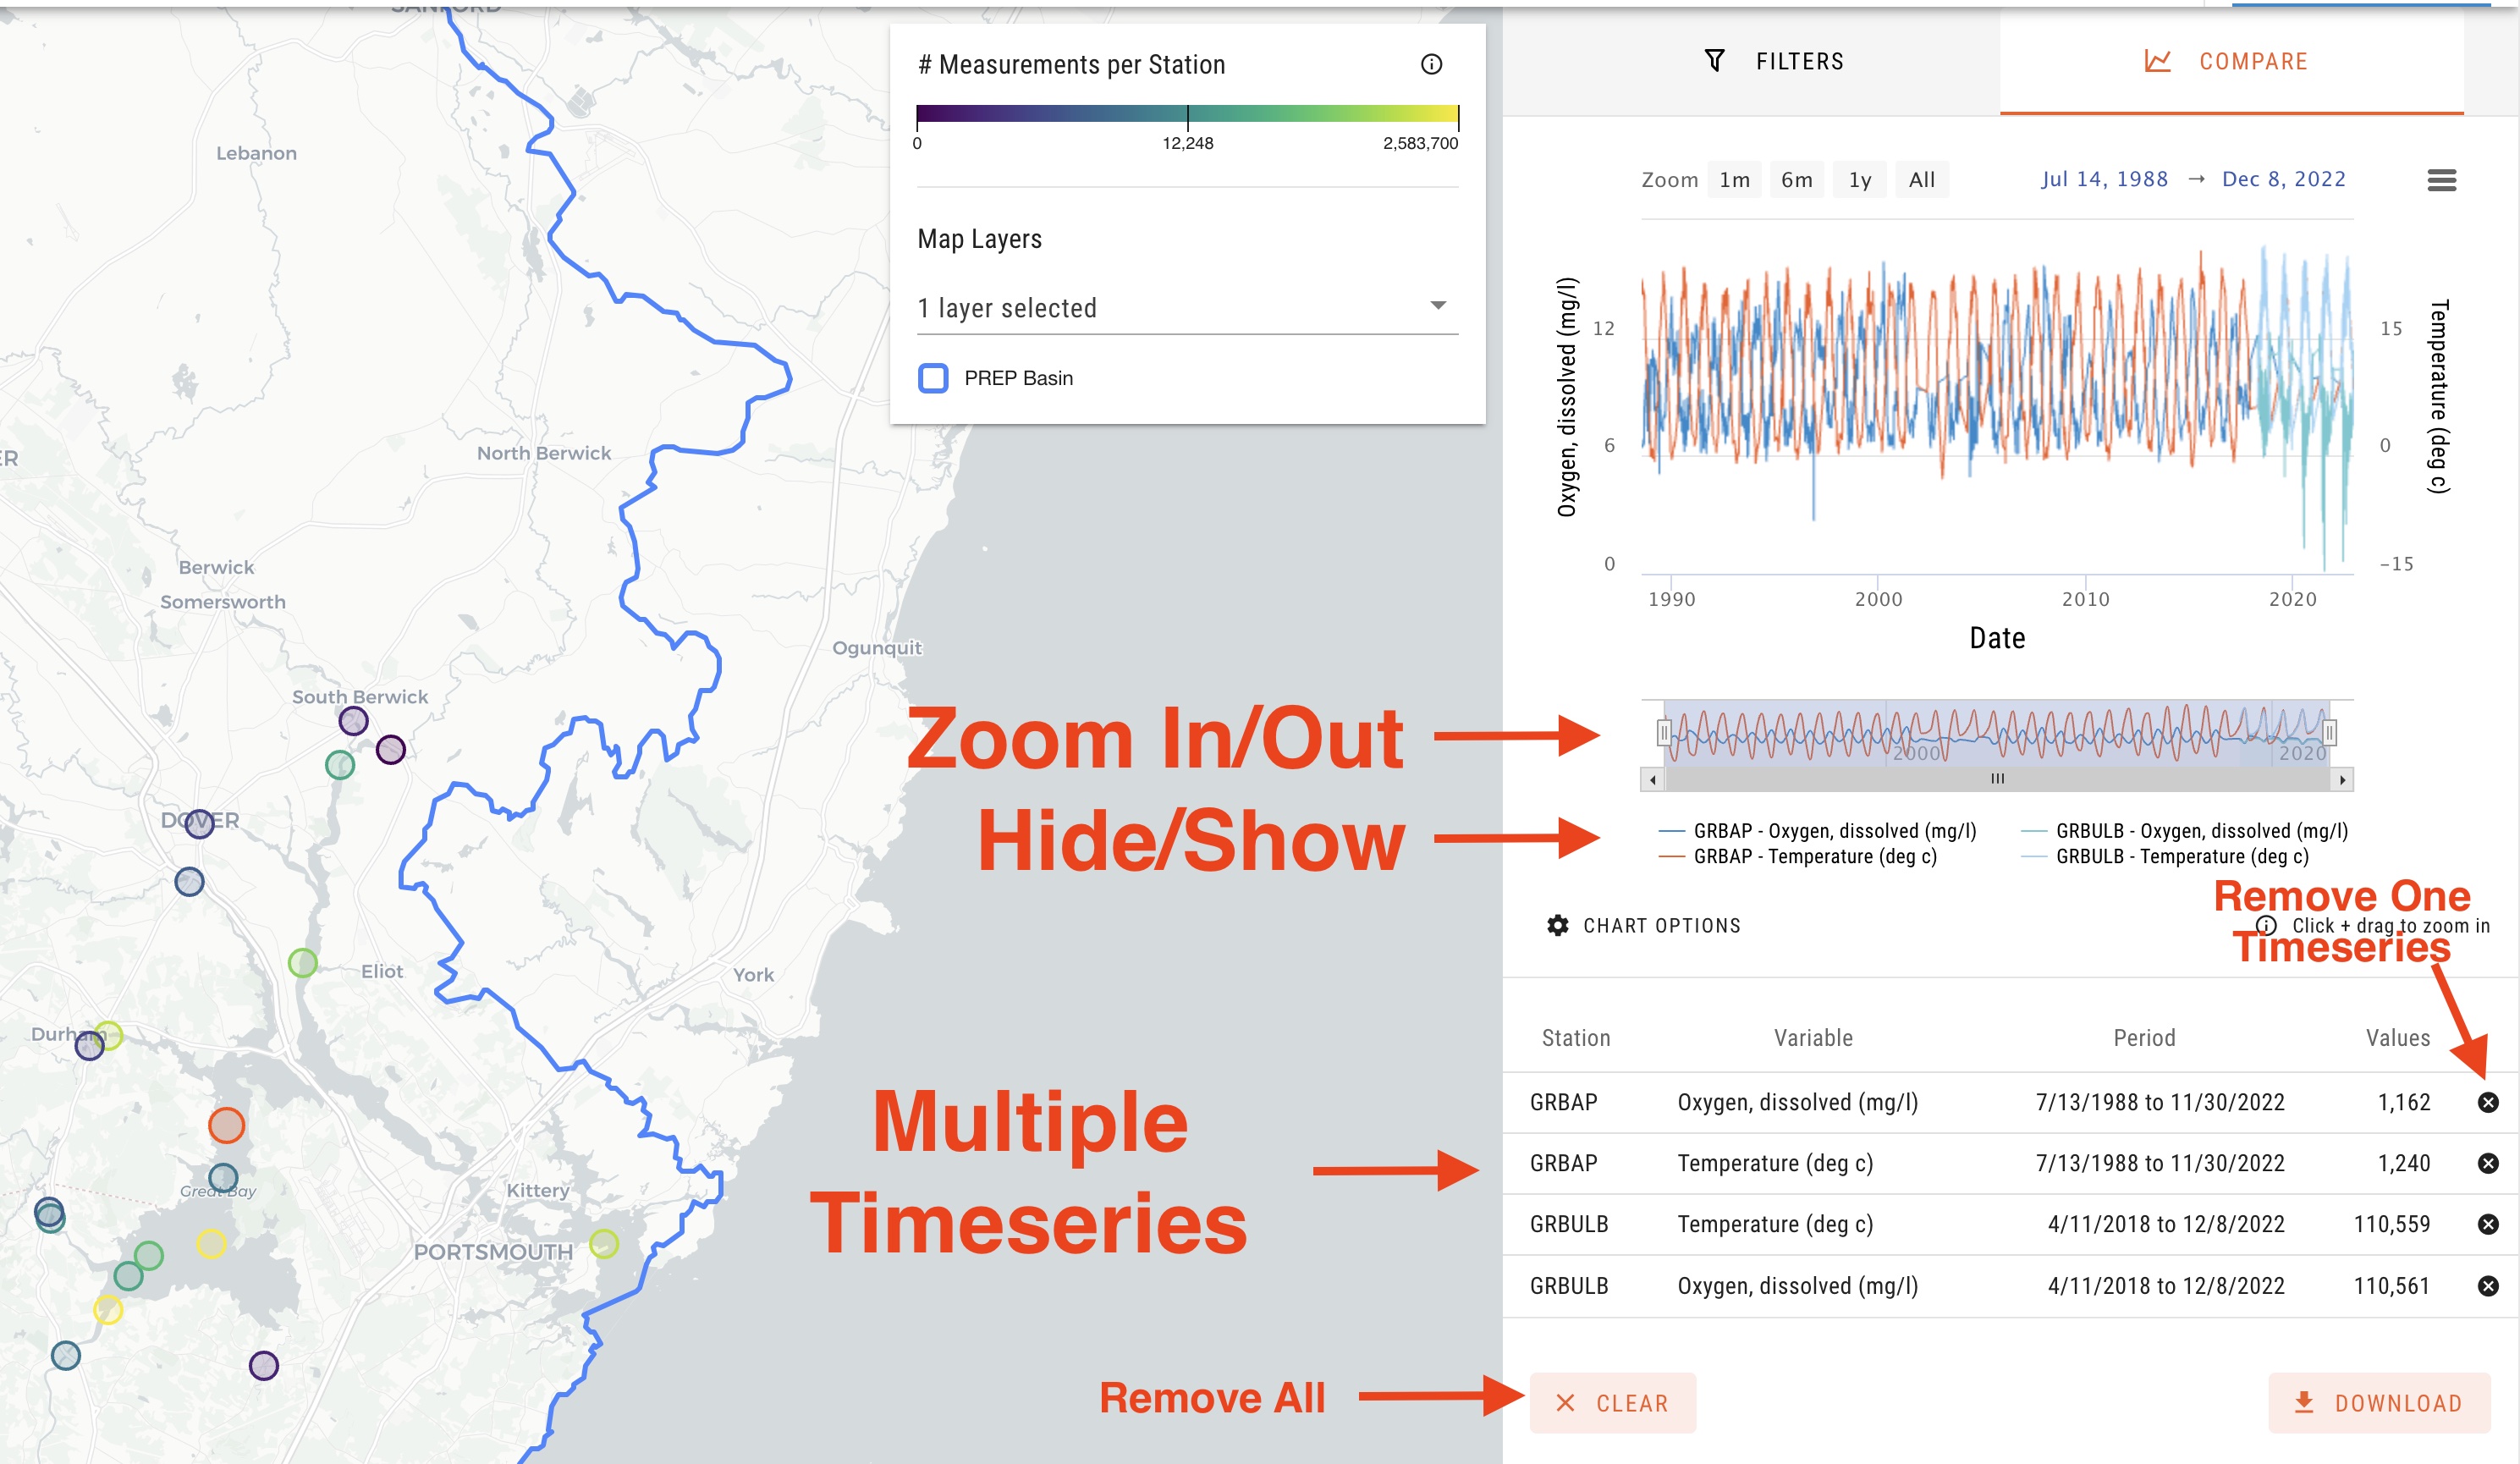 SANFORD
Lebanon
ER
North Berwick
Berwick
Somersworth
Ogunquit
South Berwick
DOVER
Eliot
York
Durham
Great Bay
Kittery
PORTSMOUTH
# Measurements per Station
0 12,248 2,583,700
Map Layers
1 layer selected
PREP Basin
FILTERS
COMPARE
Zoom 1m 6m 1y All Jul 14, 1988 → Dec 8, 2022
Oxygen, dissolved (mg/l)
12
6
0
15
0
-15
Temperature (deg c)
1990 2000 2010 2020
Date
Zoom In/Out
2000 2020
Hide/Show
GRBAP - Oxygen, dissolved (mg/l)
GRBULB - Oxygen, dissolved (mg/l)
GRBAP - Temperature (deg c)
GRBULB - Temperature (deg c)
Remove One
Timeseries
CHART OPTIONS
Click + drag to zoom in
Multiple
Timeseries
Station Variable Period Values
GRBAP Oxygen, dissolved (mg/l) 7/13/1988 to 11/30/2022 1,162
GRBAP Temperature (deg c) 7/13/1988 to 11/30/2022 1,240
GRBULB Temperature (deg c) 4/11/2018 to 12/8/2022 110,559
GRBULB Oxygen, dissolved (mg/l) 4/11/2018 to 12/8/2022 110,561
Remove All
CLEAR
DOWNLOAD